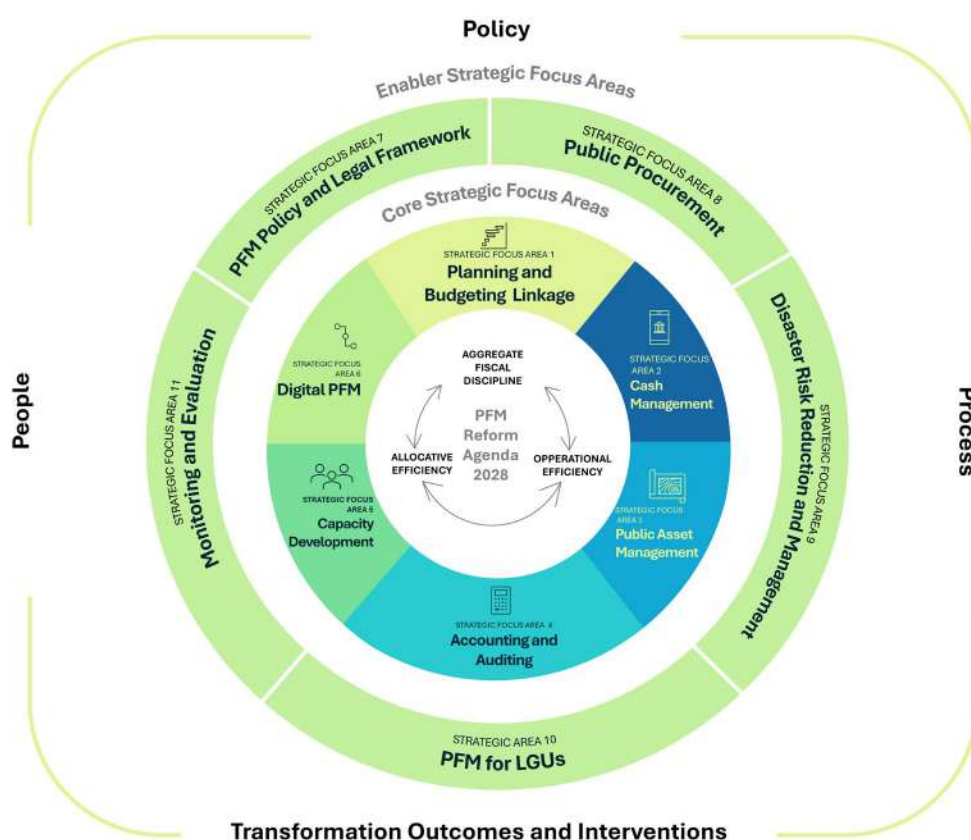 Policy
Enabler Strategic Focus Areas
STRATEGIC FOCUS AREA 7
PFM Policy and Legal Framework
STRATEGIC FOCUS AREA 8
Public Procurement
Core Strategic Focus Areas
STRATEGIC FOCUS AREA 1
Planning and
Budgeting Linkage
STRATEGIC FOCUS
AREA 2
Cash
Management
STRATEGIC FOCUS
AREA 3
Public Asset
Management
STRATEGIC FOCUS AREA 4
Accounting and
Auditing
STRATEGIC FOCUS
AREA 5
Capacity
Development
STRATEGIC FOCUS
AREA 6
Digital PFM
AGGREGATE
FISCAL
DISCIPLINE
PFM
Reform
Agenda
2028
ALLOCATIVE
EFFICIENCY
OPPERATIONAL
EFFICIENCY
People
Process
STRATEGIC FOCUS AREA 11
Monitoring and Evaluation
STRATEGIC FOCUS AREA 9
Disaster Risk Reduction and Management
STRATEGIC AREA 10
PFM for LGUs
Transformation Outcomes and Interventions